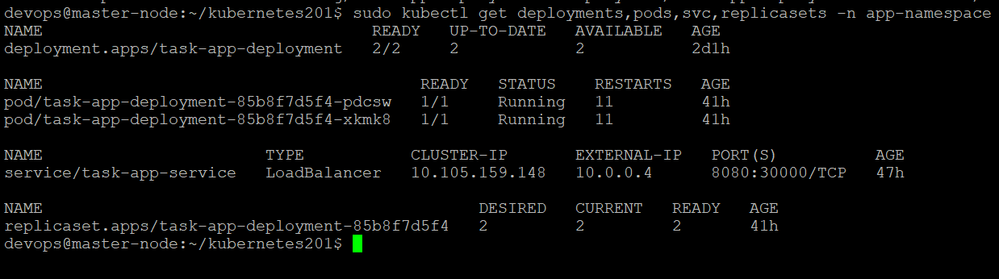 devops@master-node:~/kubernetes201$ sudo kubectl get deployments,pods,svc,replicasets -n app-namespace
NAME READY UP-TO-DATE AVAILABLE AGE
deployment.apps/task-app-deployment 2/2 2 2 2d1h
NAME READY STATUS RESTARTS AGE
pod/task-app-deployment-85b8f7d5f4-pdcsw 1/1 Running 11 41h
pod/task-app-deployment-85b8f7d5f4-xkmk8 1/1 Running 11 41h
NAME TYPE CLUSTER-IP EXTERNAL-IP PORT(S) AGE
service/task-app-service LoadBalancer 10.105.159.148 10.0.0.4 8080:30000/TCP 47h
NAME DESIRED CURRENT READY AGE
replicaset.apps/task-app-deployment-85b8f7d5f4 2 2 2 41h
devops@master-node:~/kubernetes201$